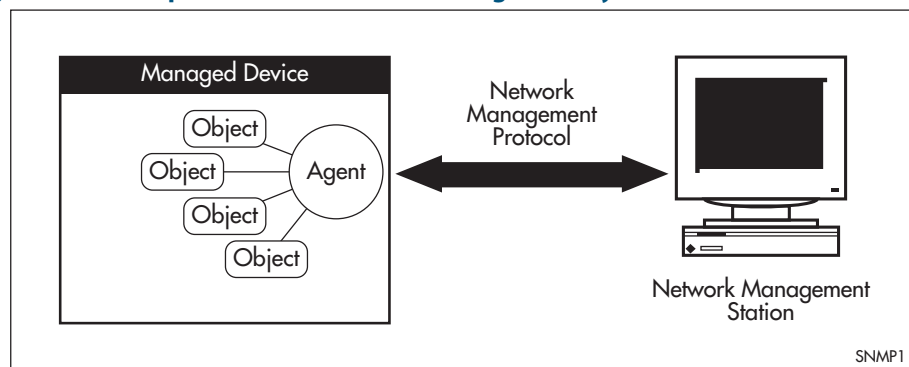 Managed Device
Object
Object
Object
Object
Agent
Network
Management
Protocol
Network Management
Station
SNMP1